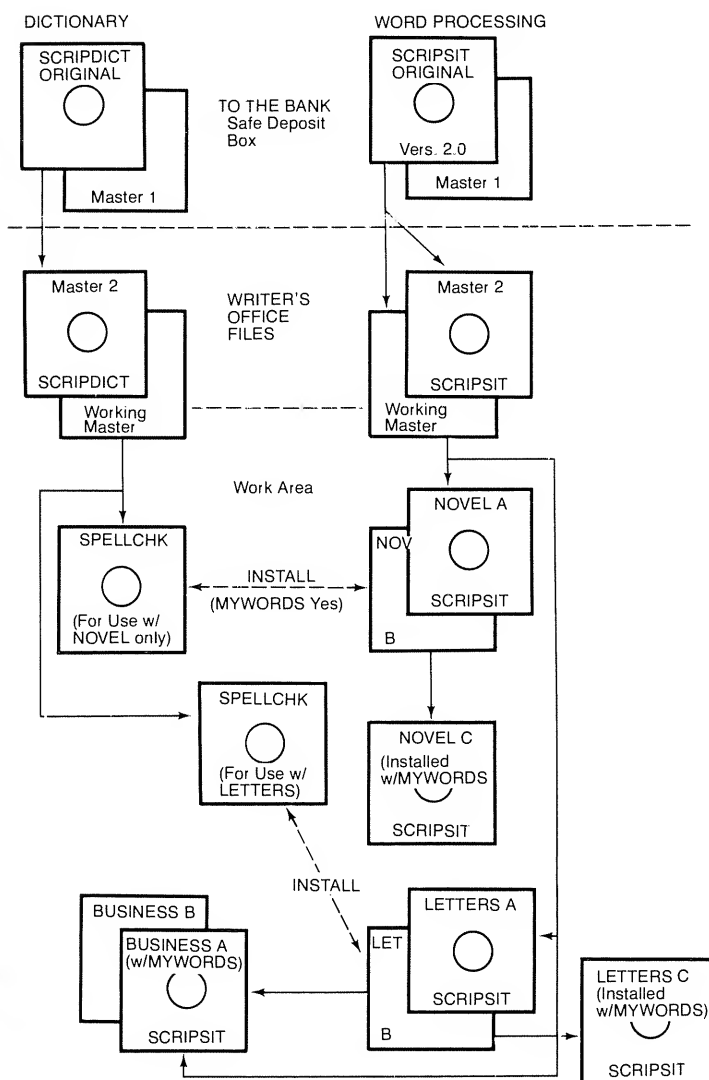 DICTIONARY
WORD PROCESSING
SCRIPDICT
ORIGINAL
Master 1
TO THE BANK
Safe Deposit
Box
SCRIPSIT
ORIGINAL
Vers. 2.0
Master 1
Master 2
SCRIPDICT
Working
Master
WRITER'S
OFFICE
FILES
Master 2
SCRIPSIT
Working
Master
Work Area
SPELLCHK
(For Use w/
NOVEL only)
INSTALL
(MYWORDS Yes)
NOVEL A
SCRIPSIT
NOV
B
SPELLCHK
(For Use w/
LETTERS)
NOVEL C
(Installed
w/MYWORDS
SCRIPSIT
INSTALL
BUSINESS B
BUSINESS A
(w/MYWORDS)
SCRIPSIT
LETTERS A
SCRIPSIT
LET
B
LETTERS C
(Installed
w/MYWORDS)
SCRIPSIT